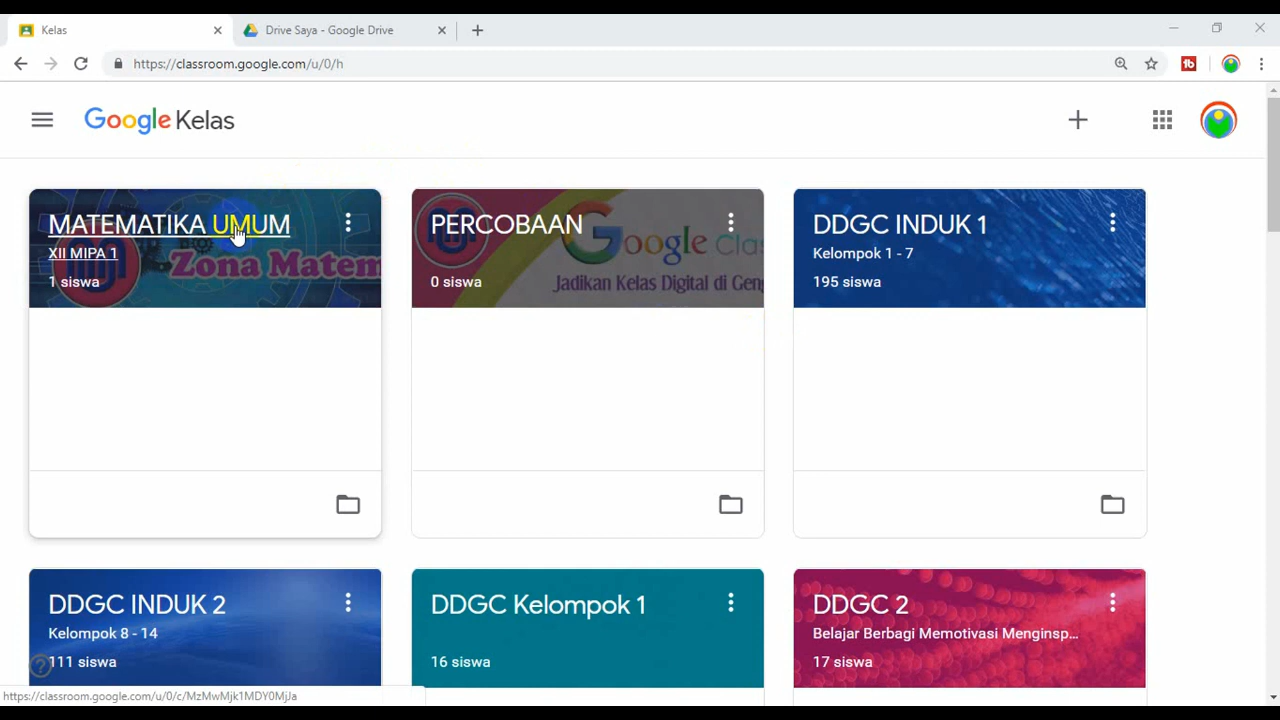 Kelas
Drive Saya - Google Drive
https://classroom.google.com/u/0/h
Google Kelas
MATEMATIKA UMUM
XII MIPA 1
1 siswa
Zona Matem
PERCOBAAN
0 siswa
Google Clas
Jadikan Kelas Digital di Geng
DDGC INDUK 1
Kelompok 1 - 7
195 siswa
DDGC INDUK 2
Kelompok 8 - 14
111 siswa
DDGC Kelompok 1
16 siswa
DDGC 2
Belajar Berbagi Memotivasi Menginsp...
17 siswa
https://classroom.google.com/u/0/c/MzMwMjk1MDY0MjJa